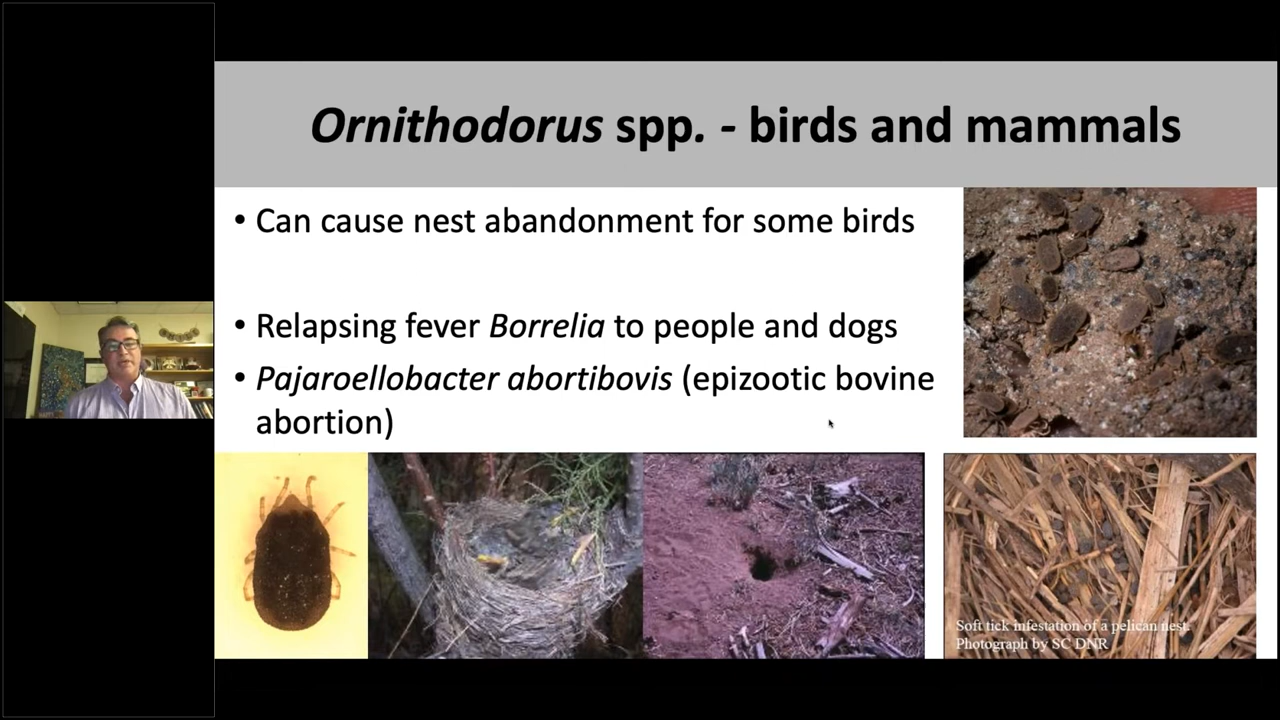 Ornithodorus spp. - birds and mammals
• Can cause nest abandonment for some birds
• Relapsing fever Borrelia to people and dogs
• Pajaroellobacter abortibovis (epizootic bovine
abortion)
Soft tick infestation of a pelican nest.
Photograph by SC DNR